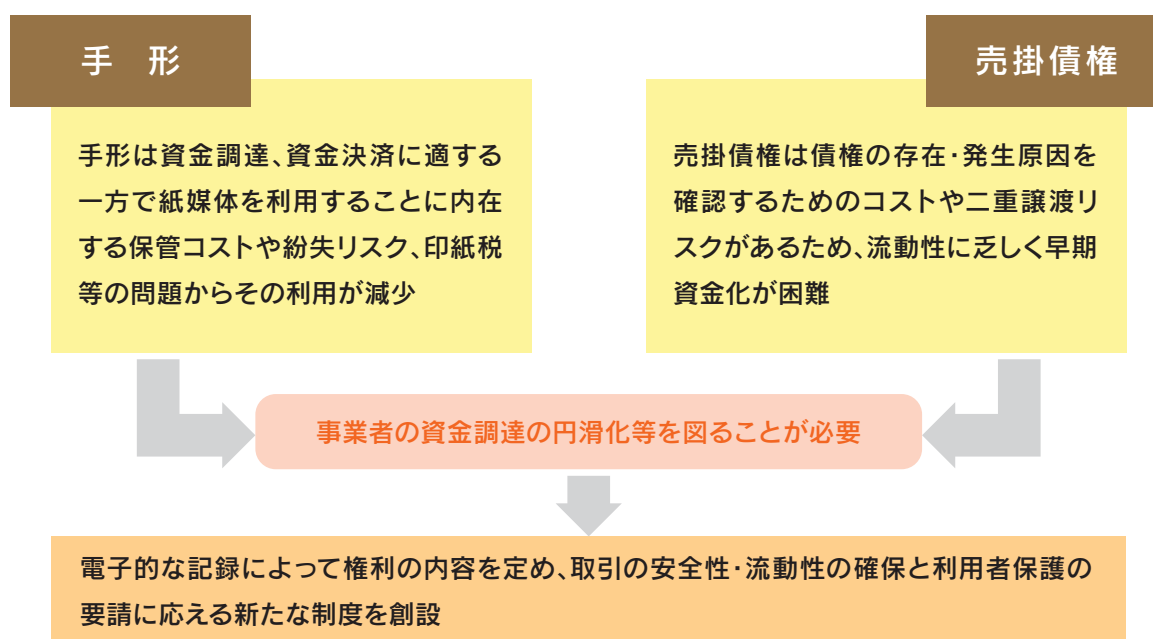 手 形
手形は資金調達、資金決済に適する
一方で紙媒体を利用することに内在
する保管コストや紛失リスク、印紙税
等の問題からその利用が減少
売掛債権
売掛債権は債権の存在・発生原因を
確認するためのコストや二重譲渡リ
スクがあるため、流動性に乏しく早期
資金化が困難
事業者の資金調達の円滑化等を図ることが必要
電子的な記録によって権利の内容を定め、取引の安全性・流動性の確保と利用者保護の
要請に応える新たな制度を創設